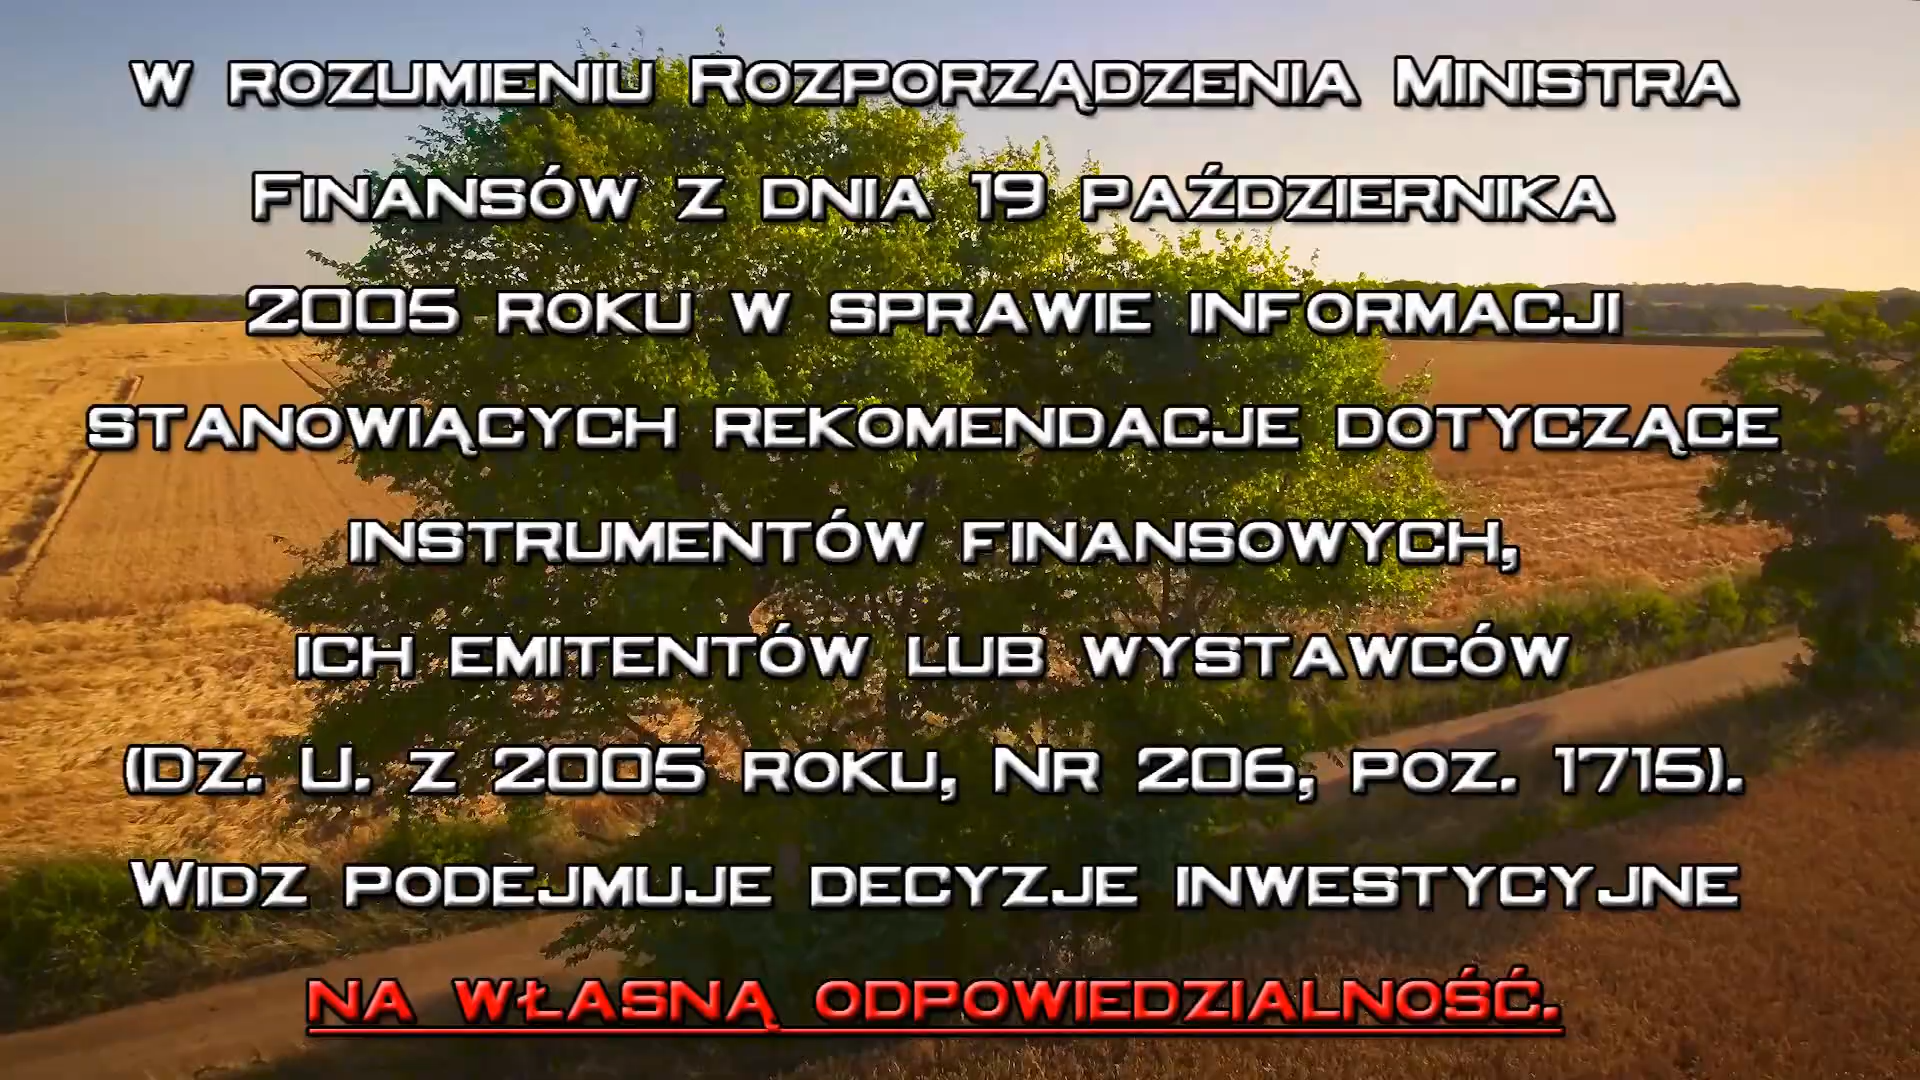 w rozumieniu Rozporządzenia Ministra
Finansów z dnia 19 października
2005 roku w sprawie informacji
stanowiących rekomendacje dotyczące
instrumentów finansowych,
ich emitentów lub wystawców
(Dz. U. z 2005 roku, Nr 206, poz. 1715).
Widz podejmuje decyzje inwestycyjne
na własną odpowiedzialność.